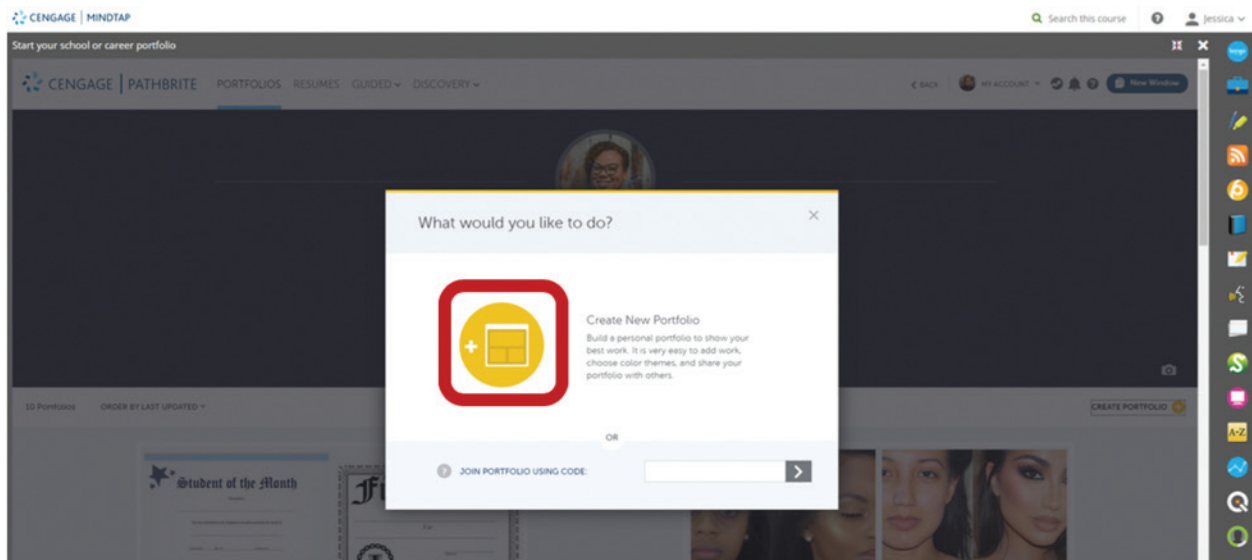 CENGAGE | MINDTAP
Search this course
Jessica
Start your school or career portfolio
CENGAGE | PATHBRITE
PORTFOLIOS
RESUMES
GUIDED
DISCOVERY
BACK
MY ACCOUNT
New Window
What would you like to do?
Create New Portfolio
Build a personal portfolio to show your
best work. It is very easy to add work,
choose color themes, and share your
portfolio with others.
OR
JOIN PORTFOLIO USING CODE:
10 Portfolios
ORDER BY LAST UPDATED
CREATE PORTFOLIO
Student of the Month
A-Z